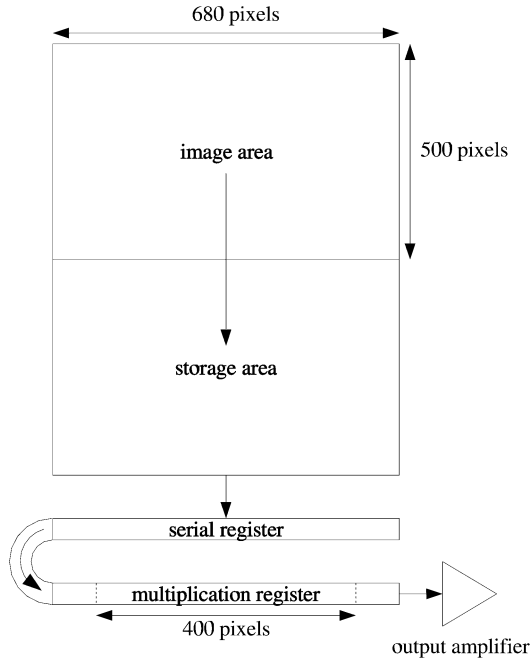 680 pixels
image area
500 pixels
storage area
serial register
multiplication register
400 pixels
output amplifier